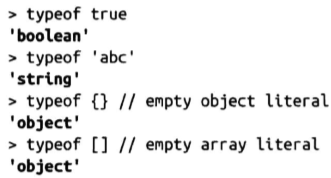 > typeof true
'boolean'
> typeof 'abc'
'string'
> typeof {} // empty object literal
'object'
> typeof [] // empty array literal
'object'